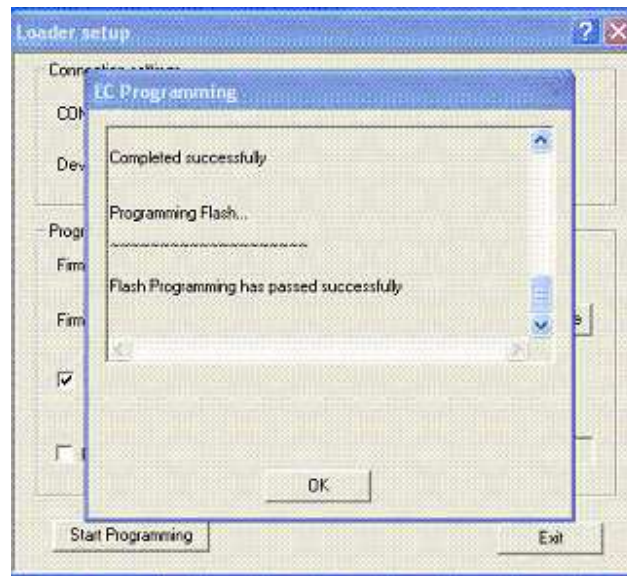 Loader setup
EC Programming
Completed successfully
Programming Flash...
~~~~~~~~~~~~~~~~~~~~
Flash Programming has passed successfully
OK
Start Programming
Exit